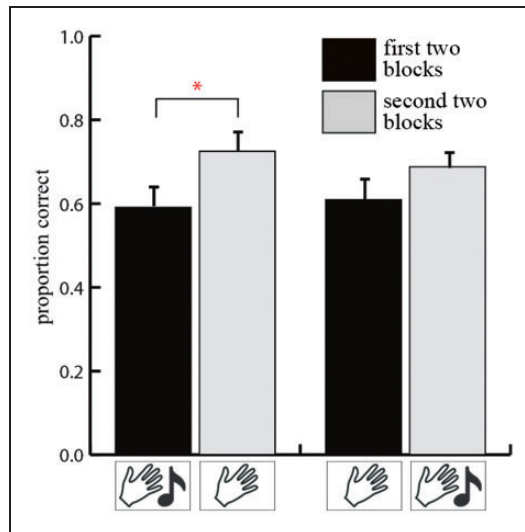 1.0
first two
blocks
*
second two
blocks
0.8
0.6
proportion correct
0.4
0.2
0.0